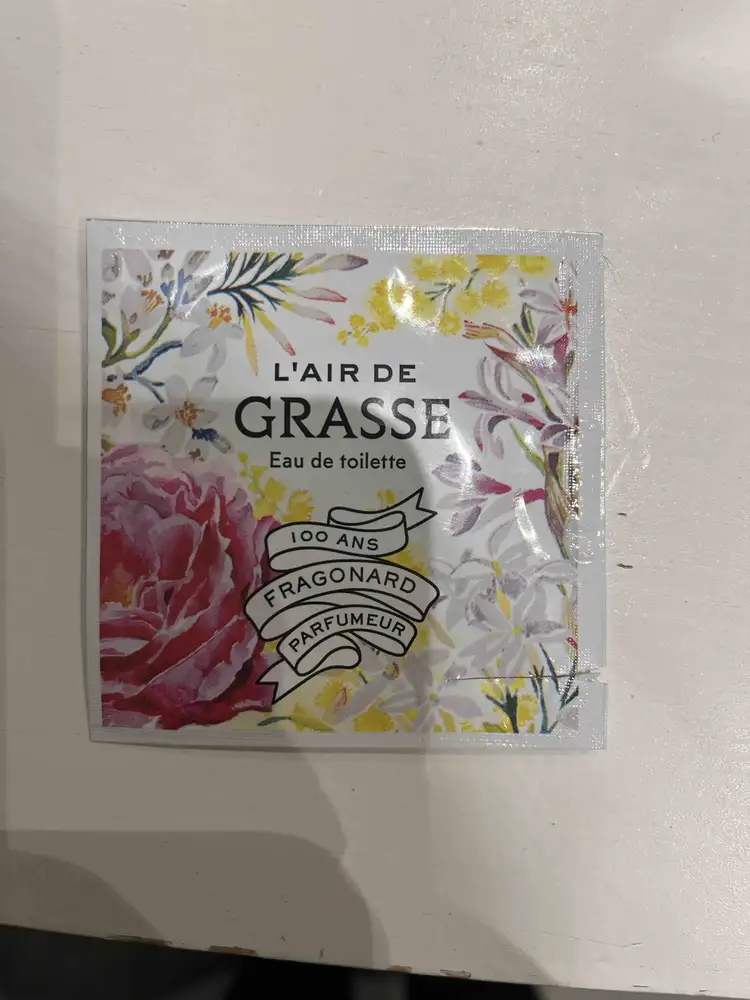 L'AIR DE
GRASSE
Eau de toilette
100 ANS
FRAGONARD
PARFUMEUR